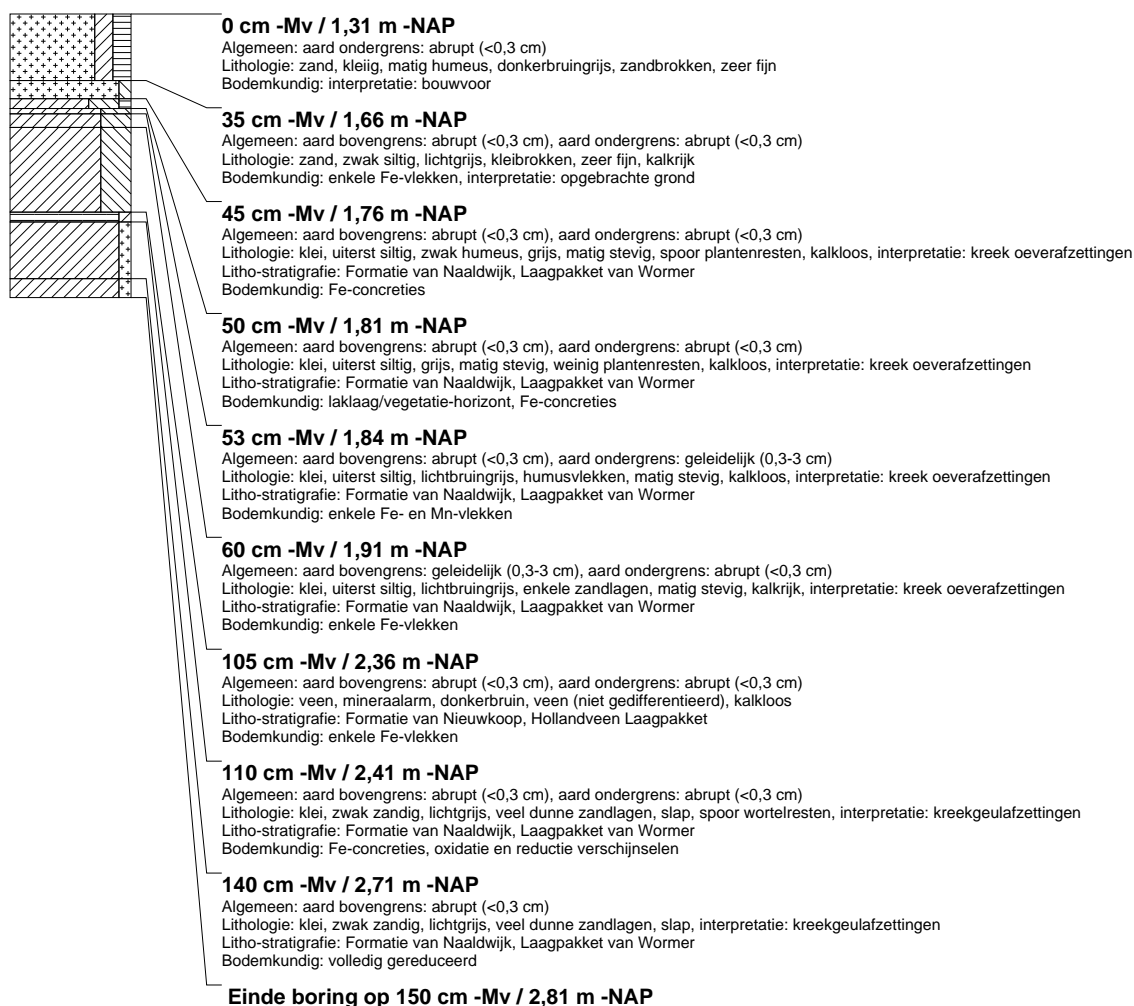 0 cm -Mv / 1,31 m -NAP
Algemeen: aard ondergrens: abrupt (<0,3 cm)
Lithologie: zand, kleiig, matig humeus, donkerbruingrijs, zandbrokken, zeer fijn
Bodemkundig: interpretatie: bouwvoor
35 cm -Mv / 1,66 m -NAP
Algemeen: aard bovengrens: abrupt (<0,3 cm), aard ondergrens: abrupt (<0,3 cm)
Lithologie: zand, zwak siltig, lichtgrijs, kleibrokken, zeer fijn, kalkrijk
Bodemkundig: enkele Fe-vlekken, interpretatie: opgebrachte grond
45 cm -Mv / 1,76 m -NAP
Algemeen: aard bovengrens: abrupt (<0,3 cm), aard ondergrens: abrupt (<0,3 cm)
Lithologie: klei, uiterst siltig, zwak humeus, grijs, matig stevig, spoor plantenresten, kalkloos, interpretatie: kreek oeverafzettingen
Litho-stratigrafie: Formatie van Naaldwijk, Laagpakket van Wormer
Bodemkundig: Fe-concreties
50 cm -Mv / 1,81 m -NAP
Algemeen: aard bovengrens: abrupt (<0,3 cm), aard ondergrens: abrupt (<0,3 cm)
Lithologie: klei, uiterst siltig, grijs, matig stevig, weinig plantenresten, kalkloos, interpretatie: kreek oeverafzettingen
Litho-stratigrafie: Formatie van Naaldwijk, Laagpakket van Wormer
Bodemkundig: laklaag/vegetatie-horizont, Fe-concreties
53 cm -Mv / 1,84 m -NAP
Algemeen: aard bovengrens: abrupt (<0,3 cm), aard ondergrens: geleidelijk (0,3-3 cm)
Lithologie: klei, uiterst siltig, lichtbruingrijs, humusvlekken, matig stevig, kalkloos, interpretatie: kreek oeverafzettingen
Litho-stratigrafie: Formatie van Naaldwijk, Laagpakket van Wormer
Bodemkundig: enkele Fe- en Mn-vlekken
60 cm -Mv / 1,91 m -NAP
Algemeen: aard bovengrens: geleidelijk (0,3-3 cm), aard ondergrens: abrupt (<0,3 cm)
Lithologie: klei, uiterst siltig, lichtbruingrijs, enkele zandlagen, matig stevig, kalkrijk, interpretatie: kreek oeverafzettingen
Litho-stratigrafie: Formatie van Naaldwijk, Laagpakket van Wormer
Bodemkundig: enkele Fe-vlekken
105 cm -Mv / 2,36 m -NAP
Algemeen: aard bovengrens: abrupt (<0,3 cm), aard ondergrens: abrupt (<0,3 cm)
Lithologie: veen, mineraalarm, donkerbruin, veen (niet gedifferentieerd), kalkloos
Litho-stratigrafie: Formatie van Nieuwkoop, Hollandveen Laagpakket
Bodemkundig: enkele Fe-vlekken
110 cm -Mv / 2,41 m -NAP
Algemeen: aard bovengrens: abrupt (<0,3 cm), aard ondergrens: abrupt (<0,3 cm)
Lithologie: klei, zwak zandig, lichtgrijs, veel dunne zandlagen, slap, spoor wortelresten, interpretatie: kreekgeulafzettingen
Litho-stratigrafie: Formatie van Naaldwijk, Laagpakket van Wormer
Bodemkundig: Fe-concreties, oxidatie en reductie verschijnselen
140 cm -Mv / 2,71 m -NAP
Algemeen: aard bovengrens: abrupt (<0,3 cm)
Lithologie: klei, zwak zandig, lichtgrijs, veel dunne zandlagen, slap, interpretatie: kreekgeulafzettingen
Litho-stratigrafie: Formatie van Naaldwijk, Laagpakket van Wormer
Bodemkundig: volledig gereduceerd
Einde boring op 150 cm -Mv / 2,81 m -NAP